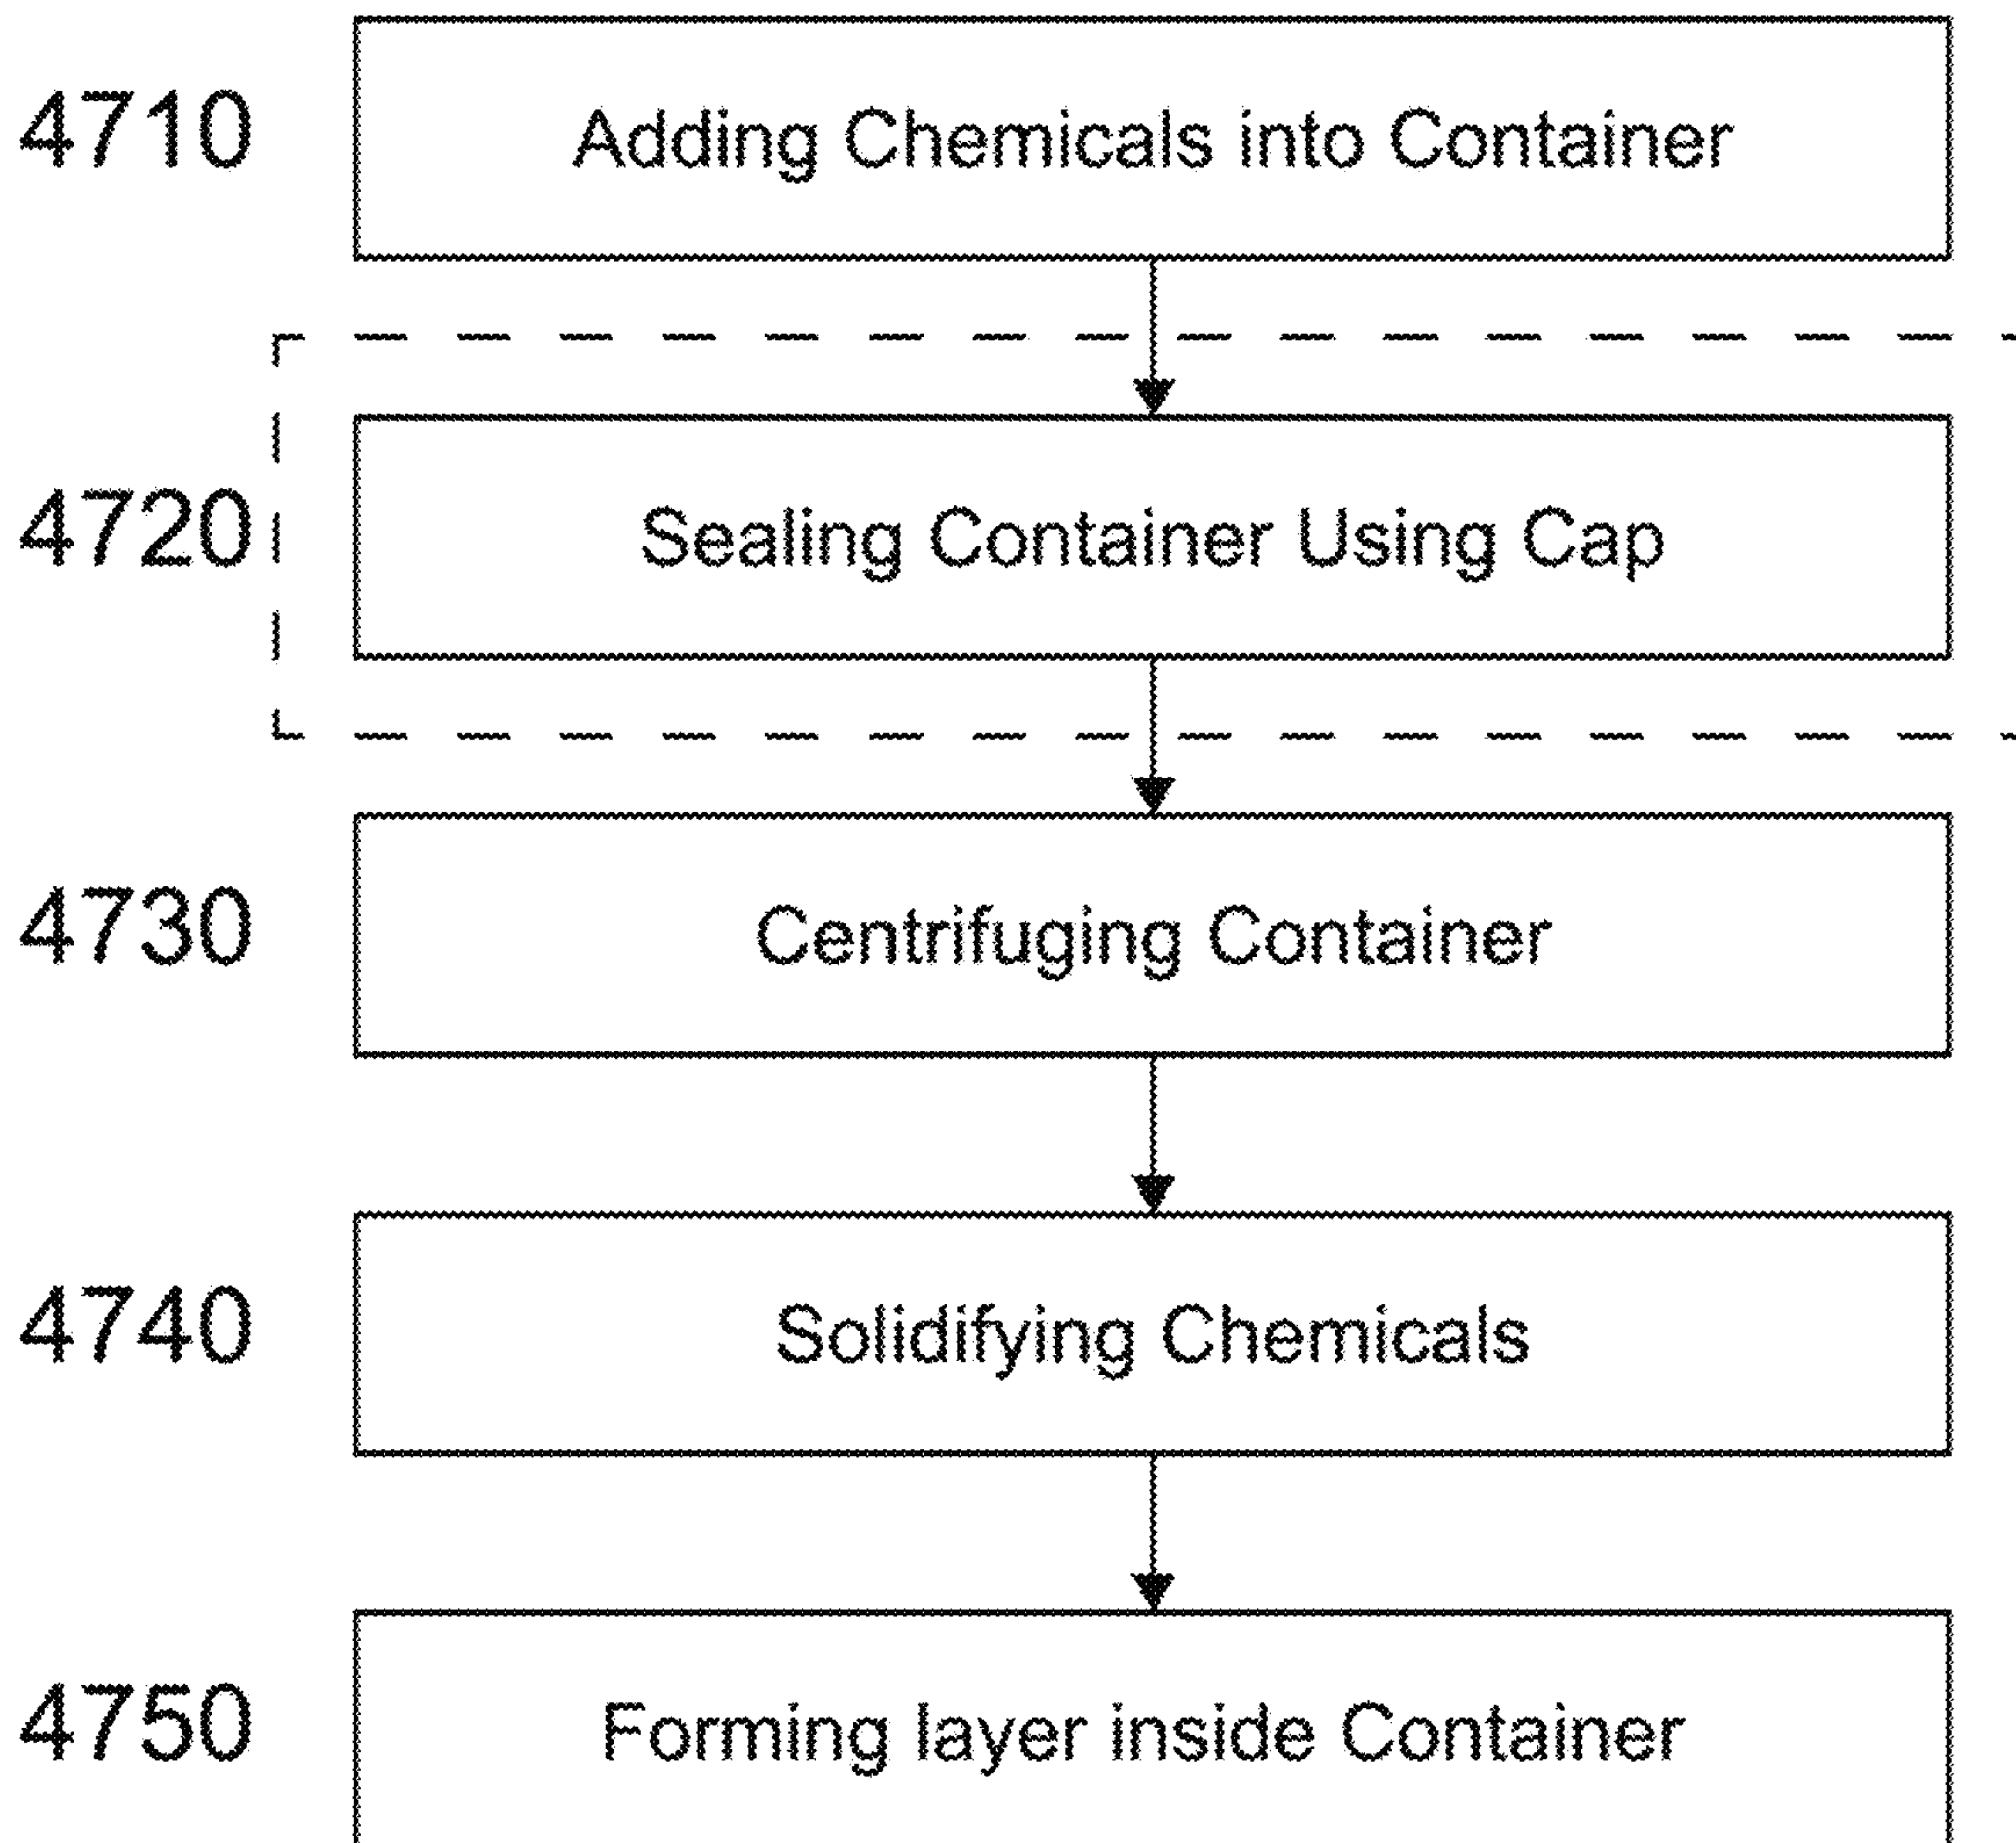 4710 Adding Chemicals into Container
4720 Sealing Container Using Cap
4730 Centrifuging Container
4740 Solidifying Chemicals
4750 Forming layer inside Container